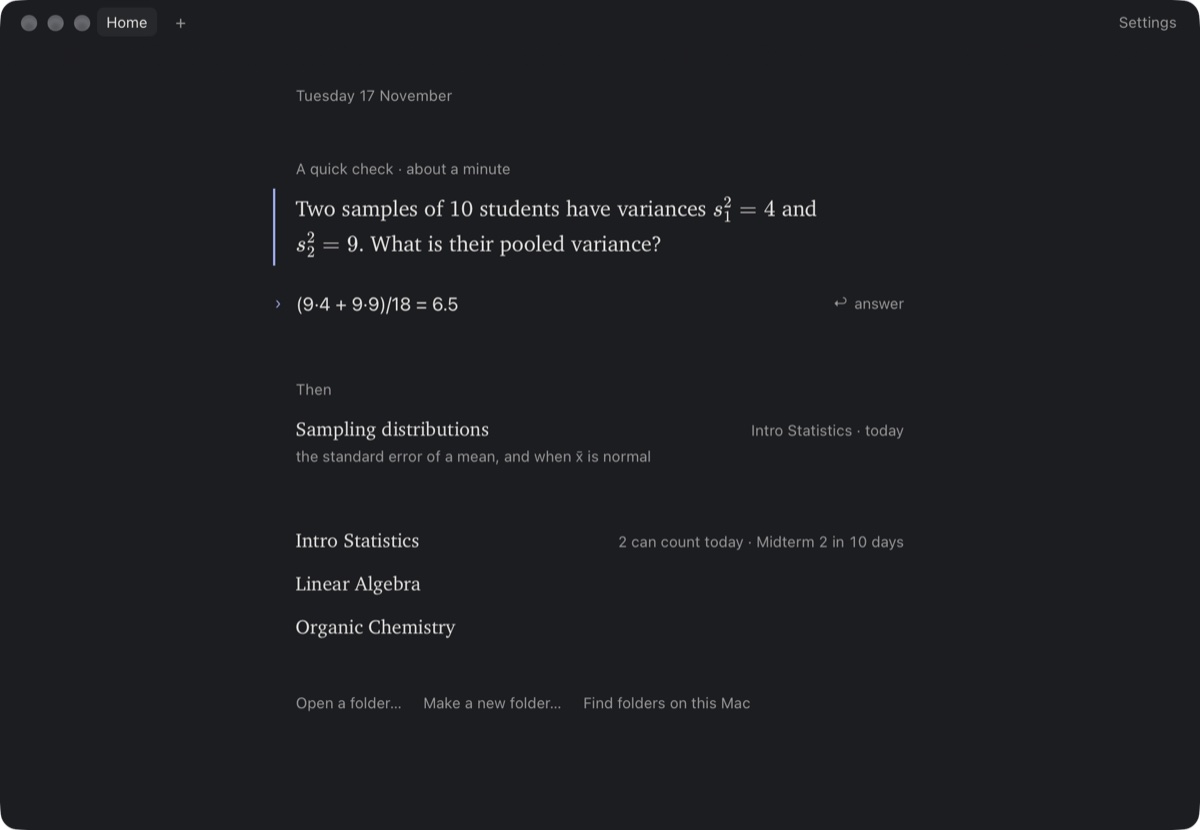 Home + Settings
Tuesday 17 November
A quick check · about a minute
Two samples of 10 students have variances s₁² = 4 and
s₂² = 9. What is their pooled variance?
› (9·4 + 9·9)/18 = 6.5 ↩ answer
Then
Sampling distributions Intro Statistics · today
the standard error of a mean, and when x̄ is normal
Intro Statistics 2 can count today · Midterm 2 in 10 days
Linear Algebra
Organic Chemistry
Open a folder... Make a new folder... Find folders on this Mac